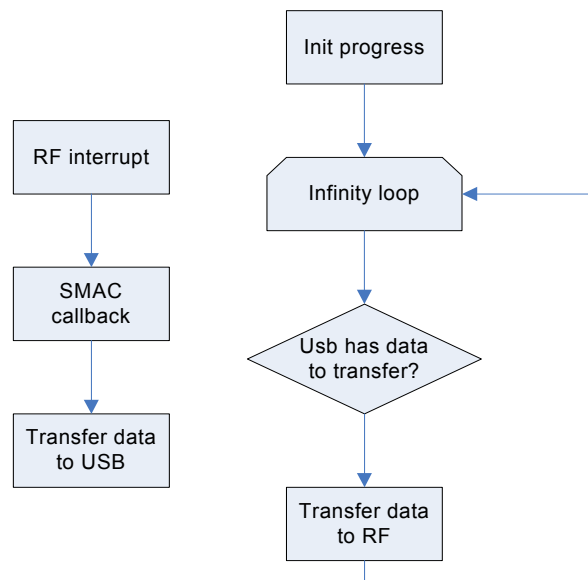 Init progress
RF interrupt
Infinity loop
SMAC
callback
Usb has data
to transfer?
Transfer data
to USB
Transfer data
to RF